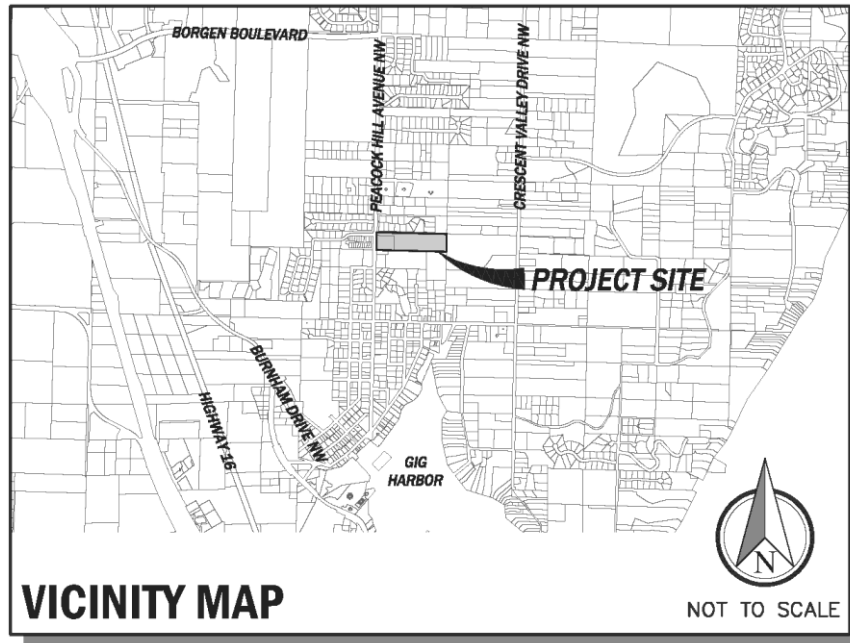 BORGEN BOULEVARD
PEACOCK HILL AVENUE NW
CRESCENT VALLEY DRIVE NW
PROJECT SITE
BURNHAM DRIVE NW
HIGHWAY 16
GIG
HARBOR
N
VICINITY MAP
NOT TO SCALE